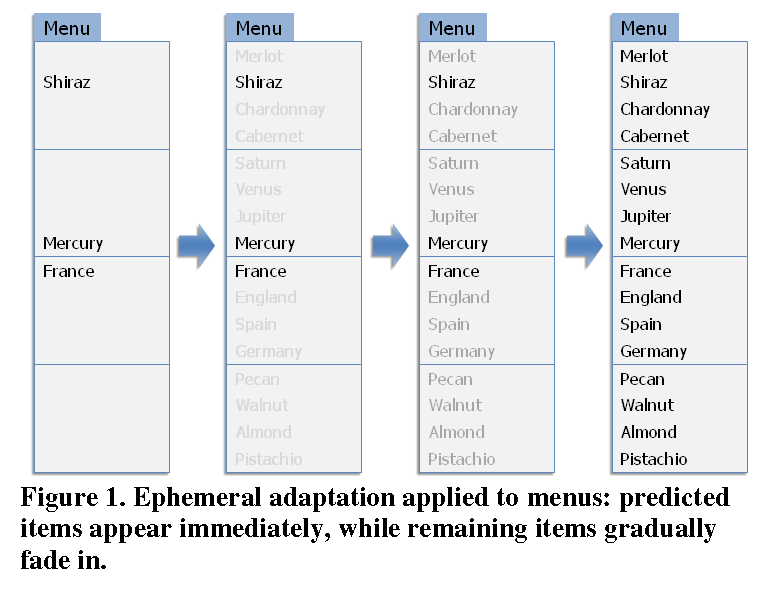 Menu
Shiraz
Mercury
France
Menu
Merlot
Shiraz
Chardonnay
Cabernet
Saturn
Venus
Jupiter
Mercury
France
England
Spain
Germany
Pecan
Walnut
Almond
Pistachio
Menu
Merlot
Shiraz
Chardonnay
Cabernet
Saturn
Venus
Jupiter
Mercury
France
England
Spain
Germany
Pecan
Walnut
Almond
Pistachio
Menu
Merlot
Shiraz
Chardonnay
Cabernet
Saturn
Venus
Jupiter
Mercury
France
England
Spain
Germany
Pecan
Walnut
Almond
Pistachio
Figure 1. Ephemeral adaptation applied to menus: predicted
items appear immediately, while remaining items gradually
fade in.